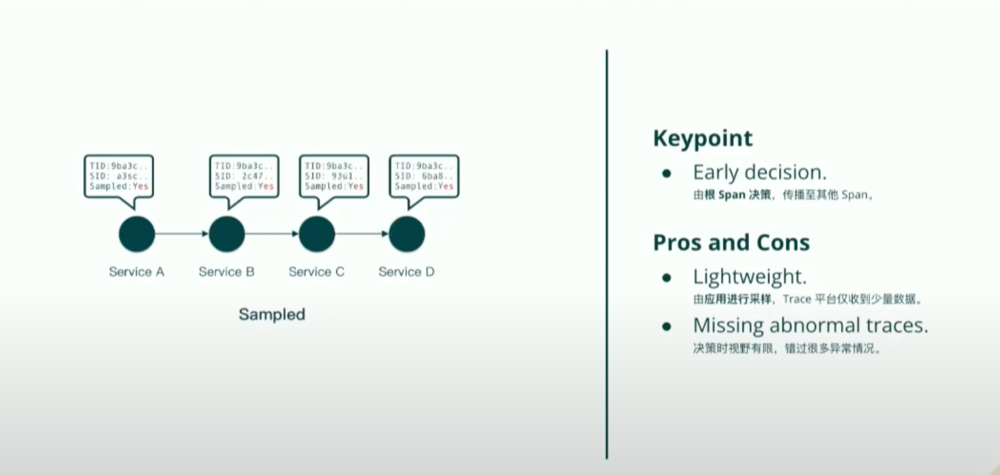 TID:9ba3c..
SID: a3sc..
Sampled:Yes
TID:9ba3c..
SID: 2c47..
Sampled:Yes
TID:9ba3c..
SID: 93u1..
Sampled:Yes
TID:9ba3c..
SID: 6ba8..
Sampled:Yes
Service A
Service B
Service C
Service D
Sampled
Keypoint
● Early decision.
由根 Span 决策，传播至其他 Span。
Pros and Cons
● Lightweight.
由应用进行采样，Trace 平台仅收到少量数据。
● Missing abnormal traces.
决策时视野有限，错过很多异常情况。